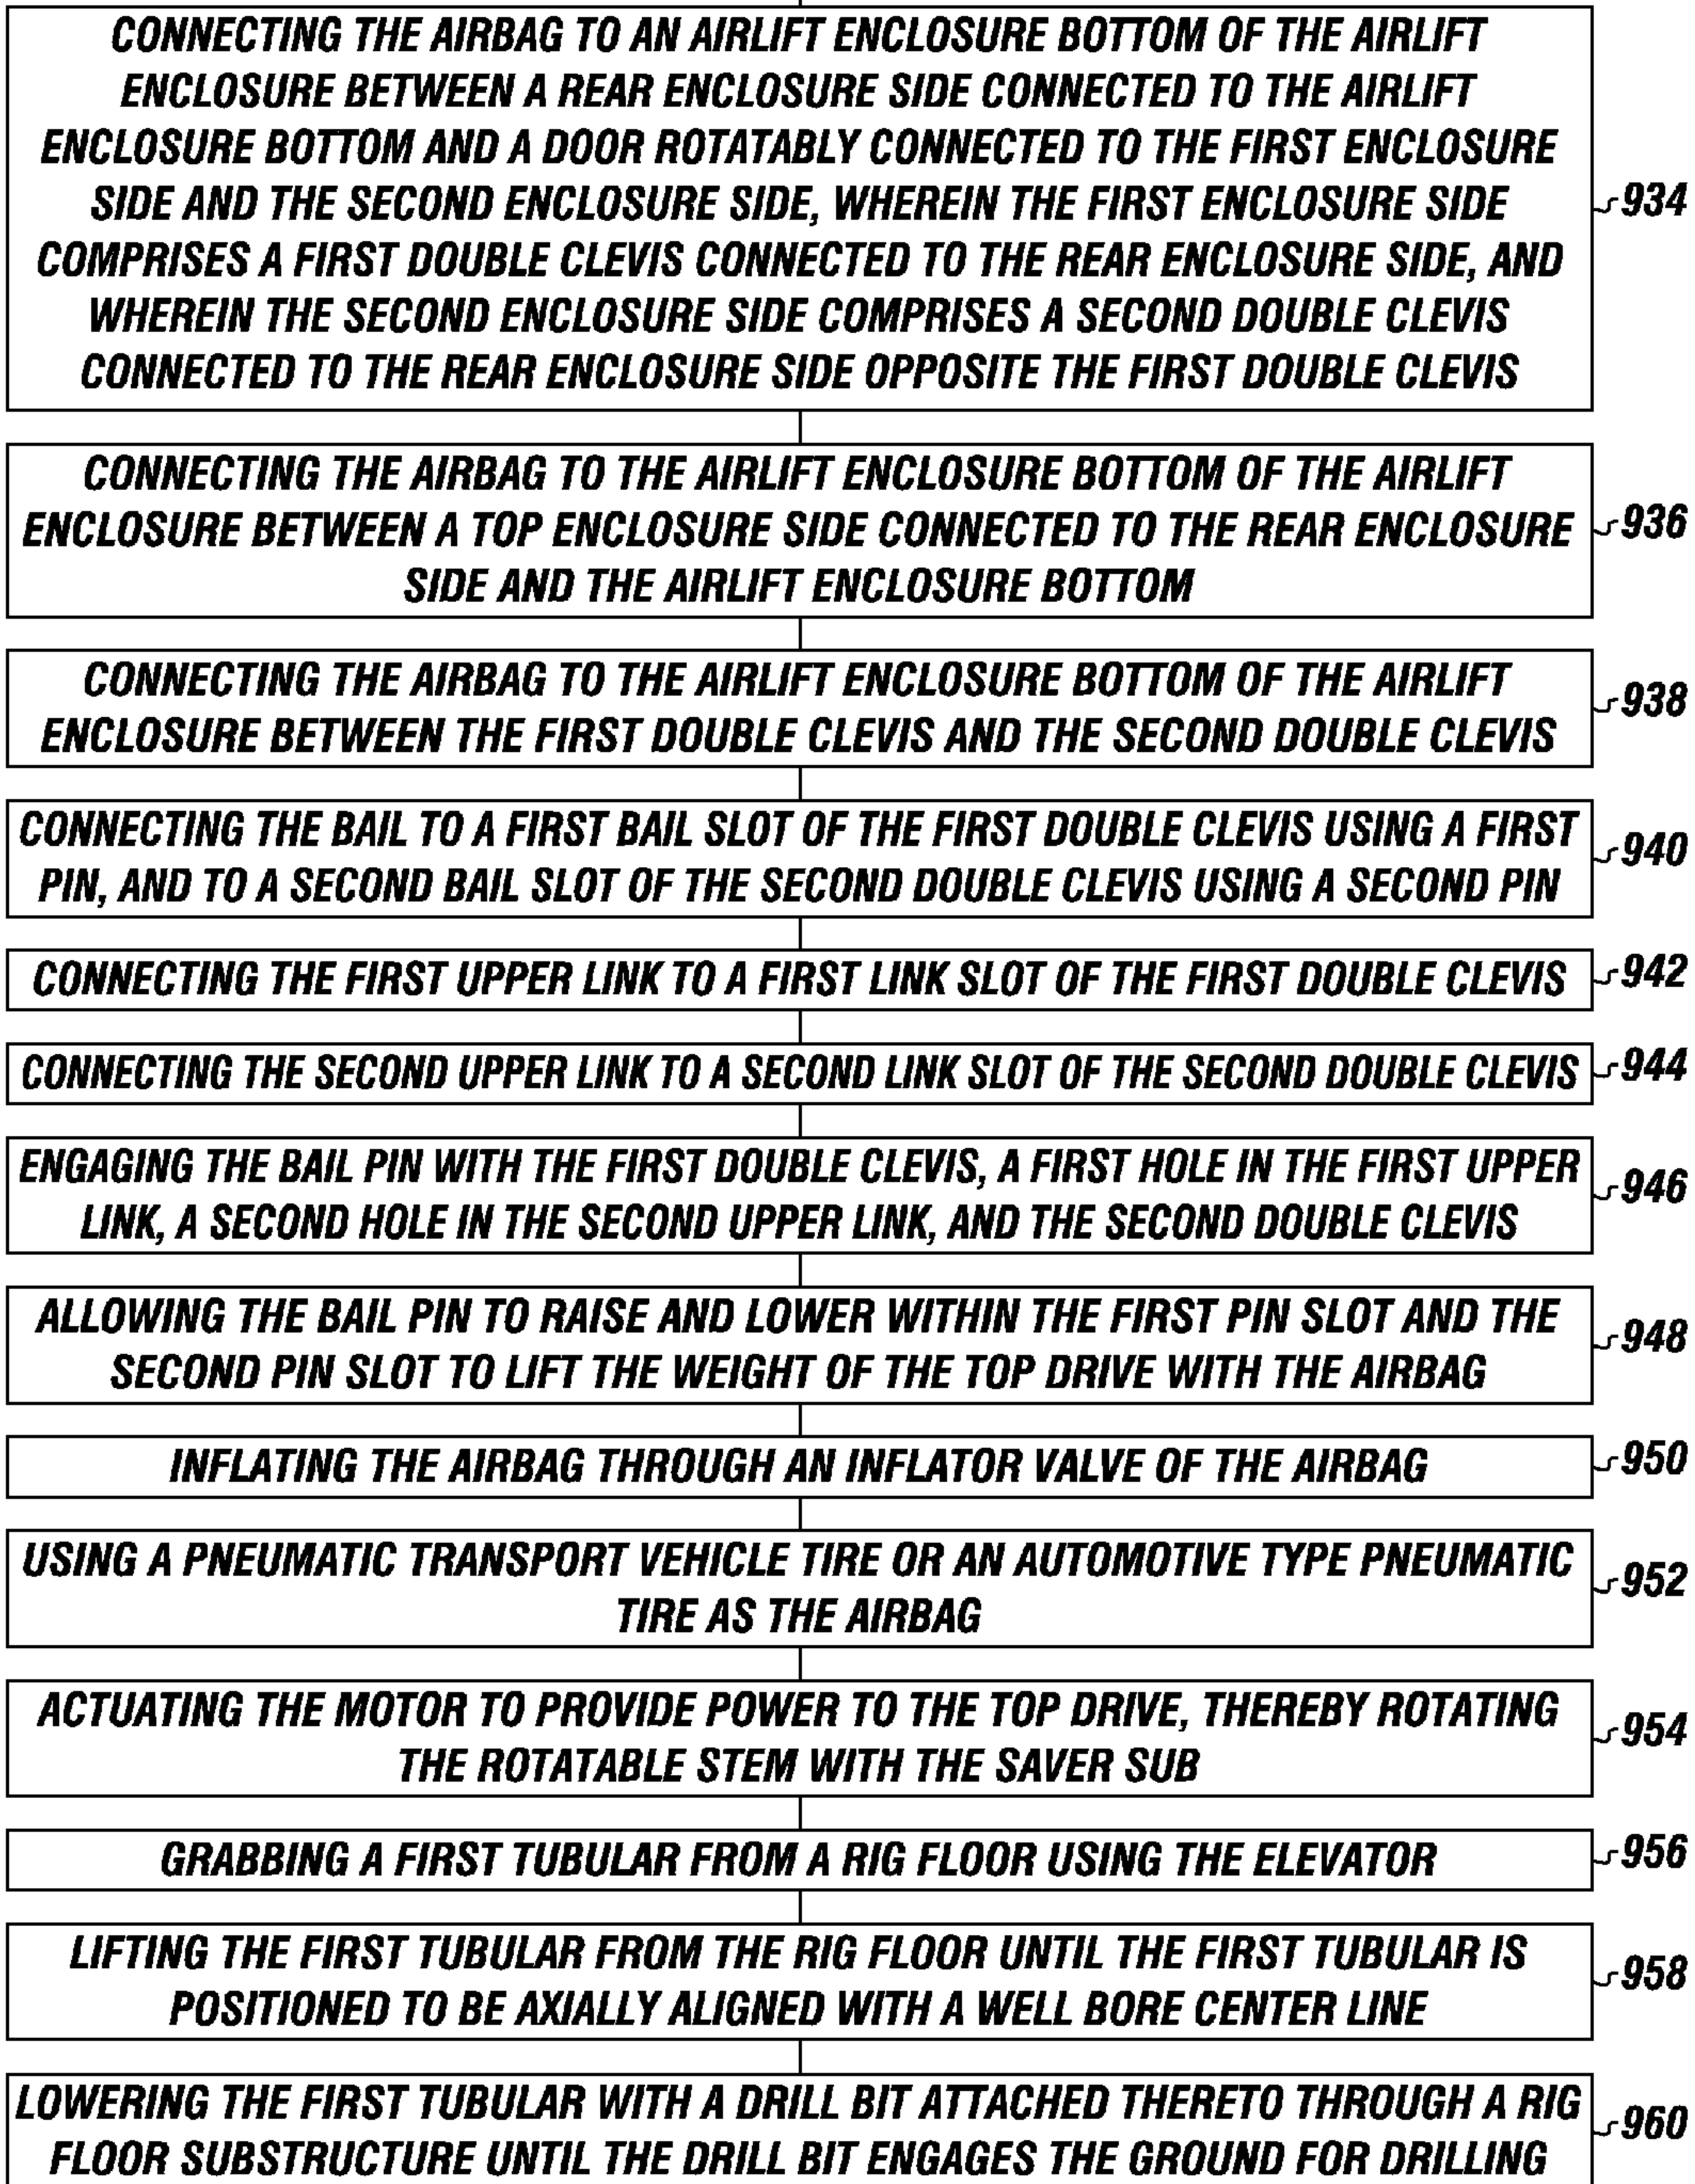 CONNECTING THE AIRBAG TO AN AIRLIFT ENCLOSURE BOTTOM OF THE AIRLIFT
ENCLOSURE BETWEEN A REAR ENCLOSURE SIDE CONNECTED TO THE AIRLIFT
ENCLOSURE BOTTOM AND A DOOR ROTATABLY CONNECTED TO THE FIRST ENCLOSURE
SIDE AND THE SECOND ENCLOSURE SIDE, WHEREIN THE FIRST ENCLOSURE SIDE
COMPRISES A FIRST DOUBLE CLEVIS CONNECTED TO THE REAR ENCLOSURE SIDE, AND
WHEREIN THE SECOND ENCLOSURE SIDE COMPRISES A SECOND DOUBLE CLEVIS
CONNECTED TO THE REAR ENCLOSURE SIDE OPPOSITE THE FIRST DOUBLE CLEVIS
934
CONNECTING THE AIRBAG TO THE AIRLIFT ENCLOSURE BOTTOM OF THE AIRLIFT
ENCLOSURE BETWEEN A TOP ENCLOSURE SIDE CONNECTED TO THE REAR ENCLOSURE
SIDE AND THE AIRLIFT ENCLOSURE BOTTOM
936
CONNECTING THE AIRBAG TO THE AIRLIFT ENCLOSURE BOTTOM OF THE AIRLIFT
ENCLOSURE BETWEEN THE FIRST DOUBLE CLEVIS AND THE SECOND DOUBLE CLEVIS
938
CONNECTING THE BAIL TO A FIRST BAIL SLOT OF THE FIRST DOUBLE CLEVIS USING A FIRST
PIN, AND TO A SECOND BAIL SLOT OF THE SECOND DOUBLE CLEVIS USING A SECOND PIN
940
CONNECTING THE FIRST UPPER LINK TO A FIRST LINK SLOT OF THE FIRST DOUBLE CLEVIS
942
CONNECTING THE SECOND UPPER LINK TO A SECOND LINK SLOT OF THE SECOND DOUBLE CLEVIS
944
ENGAGING THE BAIL PIN WITH THE FIRST DOUBLE CLEVIS, A FIRST HOLE IN THE FIRST UPPER
LINK, A SECOND HOLE IN THE SECOND UPPER LINK, AND THE SECOND DOUBLE CLEVIS
946
ALLOWING THE BAIL PIN TO RAISE AND LOWER WITHIN THE FIRST PIN SLOT AND THE
SECOND PIN SLOT TO LIFT THE WEIGHT OF THE TOP DRIVE WITH THE AIRBAG
948
INFLATING THE AIRBAG THROUGH AN INFLATOR VALVE OF THE AIRBAG
950
USING A PNEUMATIC TRANSPORT VEHICLE TIRE OR AN AUTOMOTIVE TYPE PNEUMATIC
TIRE AS THE AIRBAG
952
ACTUATING THE MOTOR TO PROVIDE POWER TO THE TOP DRIVE, THEREBY ROTATING
THE ROTATABLE STEM WITH THE SAVER SUB
954
GRABBING A FIRST TUBULAR FROM A RIG FLOOR USING THE ELEVATOR
956
LIFTING THE FIRST TUBULAR FROM THE RIG FLOOR UNTIL THE FIRST TUBULAR IS
POSITIONED TO BE AXIALLY ALIGNED WITH A WELL BORE CENTER LINE
958
LOWERING THE FIRST TUBULAR WITH A DRILL BIT ATTACHED THERETO THROUGH A RIG
FLOOR SUBSTRUCTURE UNTIL THE DRILL BIT ENGAGES THE GROUND FOR DRILLING
960